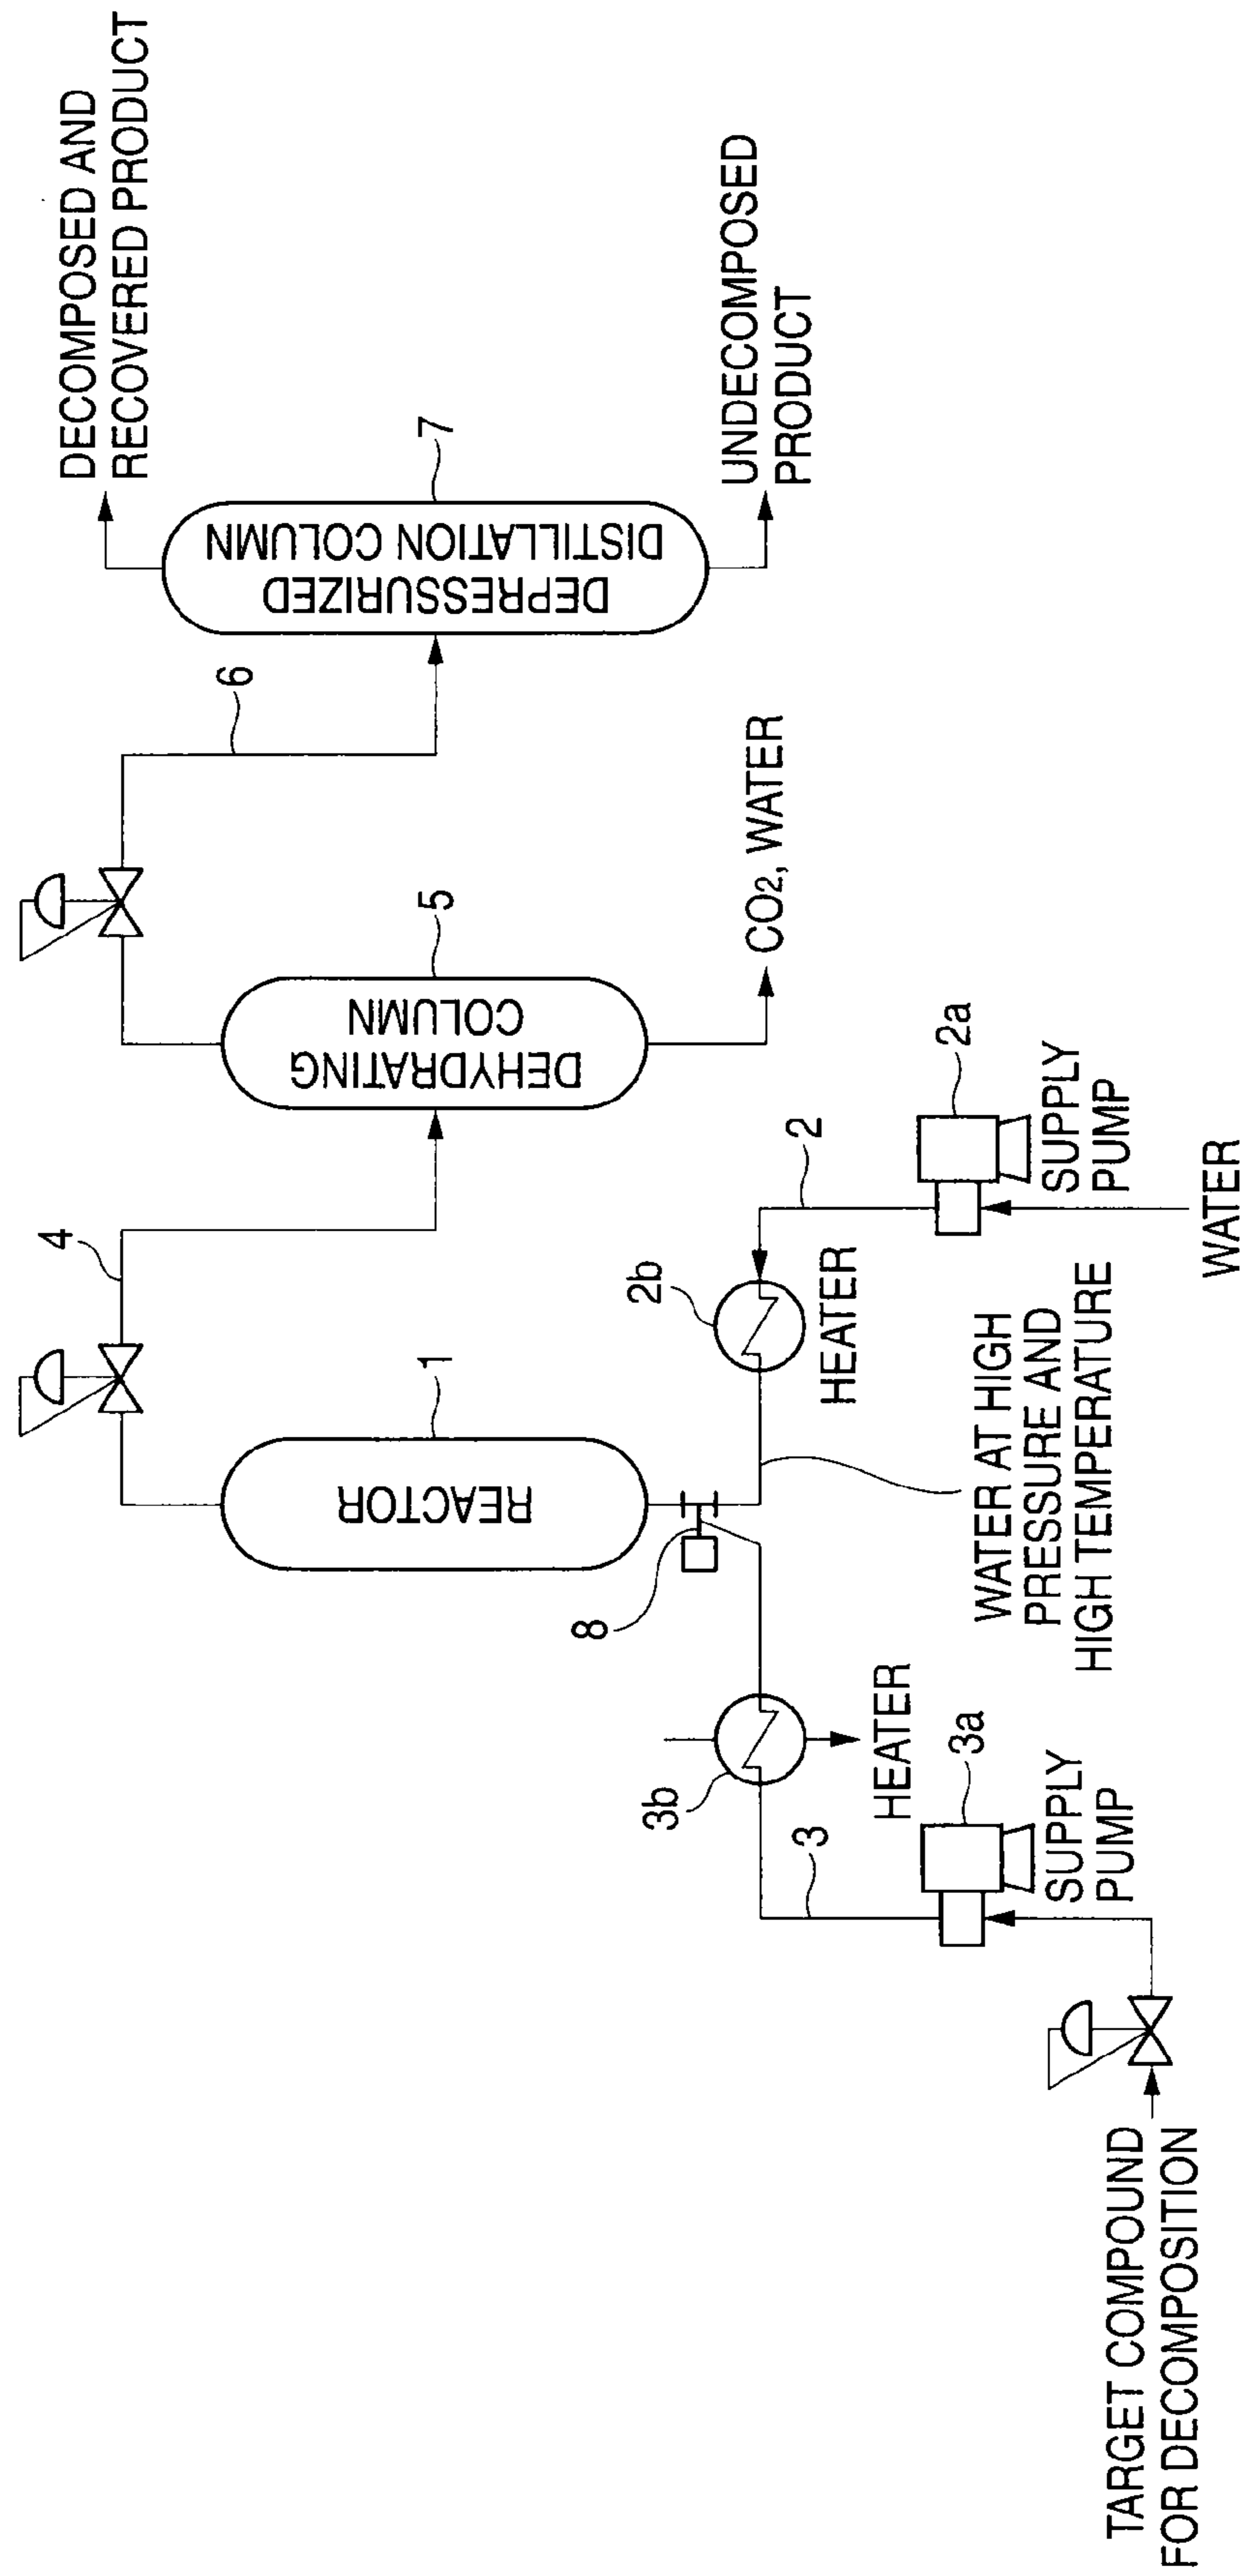 DECOMPOSED AND
RECOVERED PRODUCT
4
6
REACTOR
1
DEHYDRATING
COLUMN
5
DEPRESSURIZED
DISTILLATION COLUMN
7
8
2b
HEATER
2
CO2, WATER
UNDECOMPOSED
PRODUCT
3b
HEATER
3
3a
SUPPLY
PUMP
WATER AT HIGH
PRESSURE AND
HIGH TEMPERATURE
2a
SUPPLY
PUMP
WATER
TARGET COMPOUND
FOR DECOMPOSITION